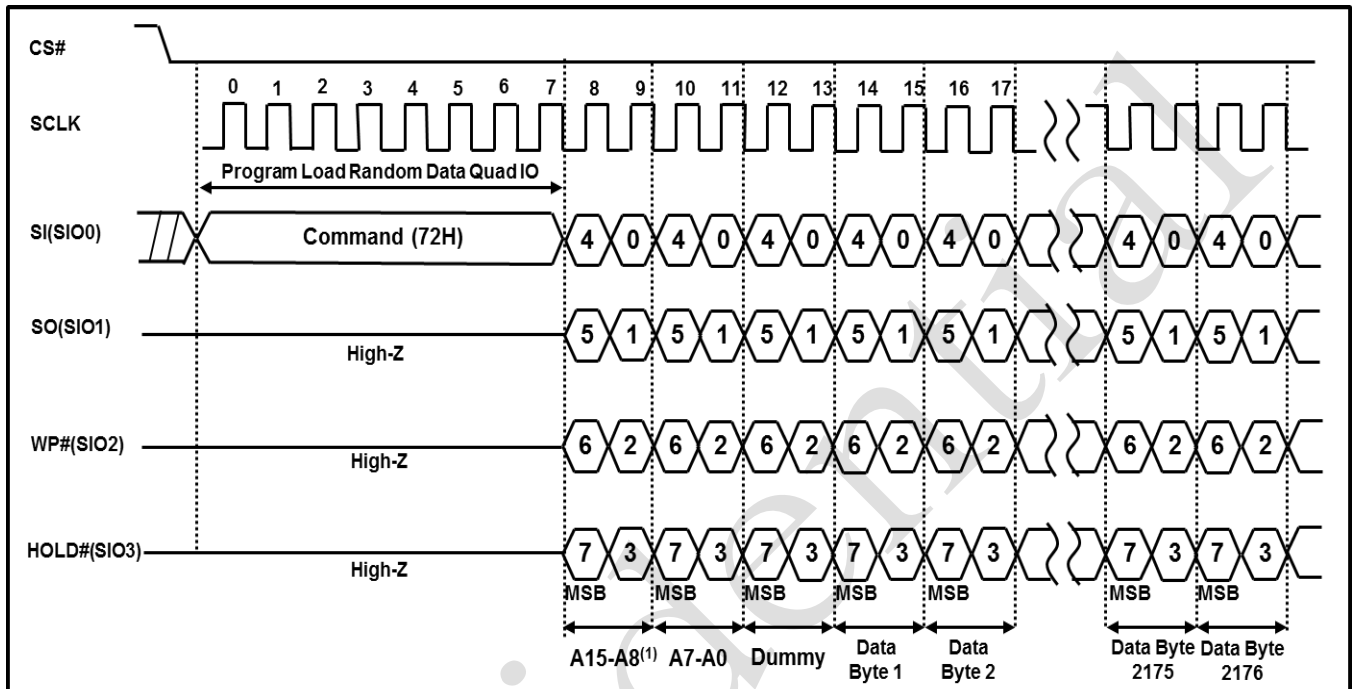 CS#
0 1 2 3 4 5 6 7 8 9 10 11 12 13 14 15 16 17
SCLK
Program Load Random Data Quad IO
SI(SIO0)
Command (72H)
4 0 4 0 4 0 4 0 4 0 4 0 4 0
SO(SIO1)
High-Z
5 1 5 1 5 1 5 1 5 1 5 1 5 1
WP#(SIO2)
High-Z
6 2 6 2 6 2 6 2 6 2 6 2 6 2
HOLD#(SIO3)
High-Z
7 3 7 3 7 3 7 3 7 3 7 3 7 3
MSB MSB MSB MSB MSB MSB MSB
A15-A8(1) A7-A0 Dummy Data Byte 1 Data Byte 2 Data Byte 2175 Data Byte 2176
idential